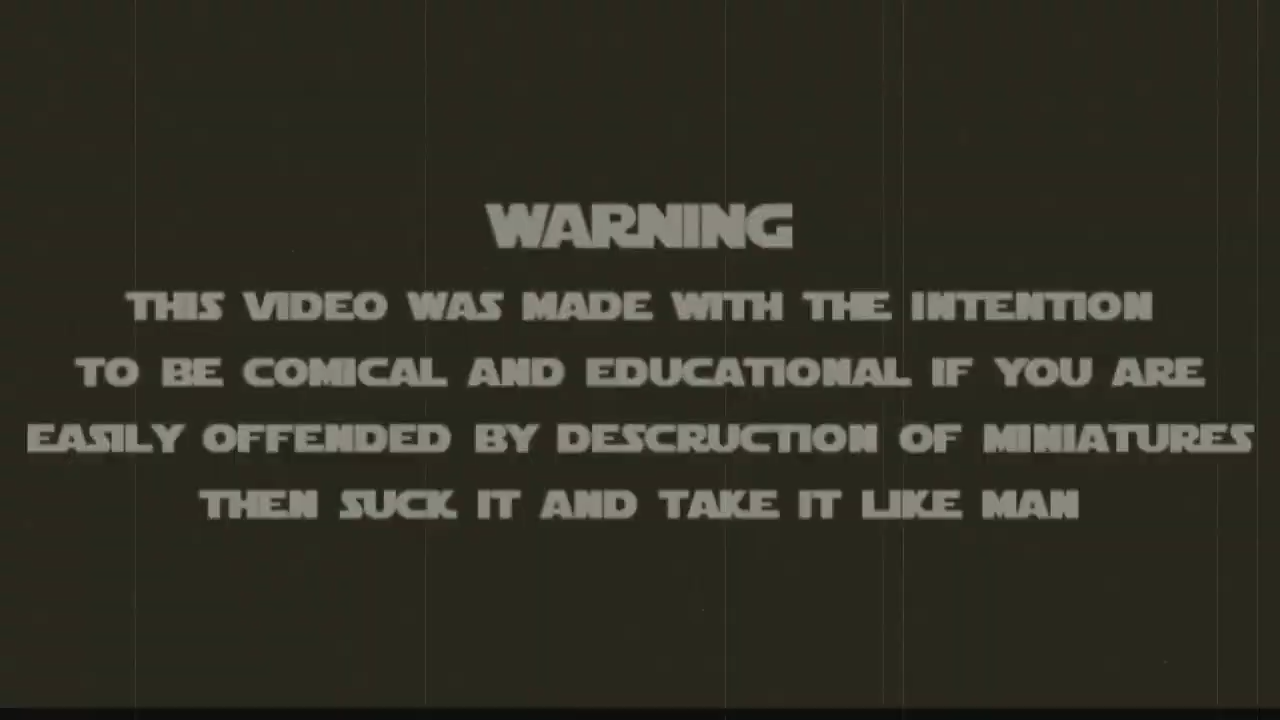 WARNING
THIS VIDEO WAS MADE WITH THE INTENTION
TO BE COMICAL AND EDUCATIONAL IF YOU ARE
EASILY OFFENDED BY DESCRUCTION OF MINIATURES
THEN SUCK IT AND TAKE IT LIKE MAN